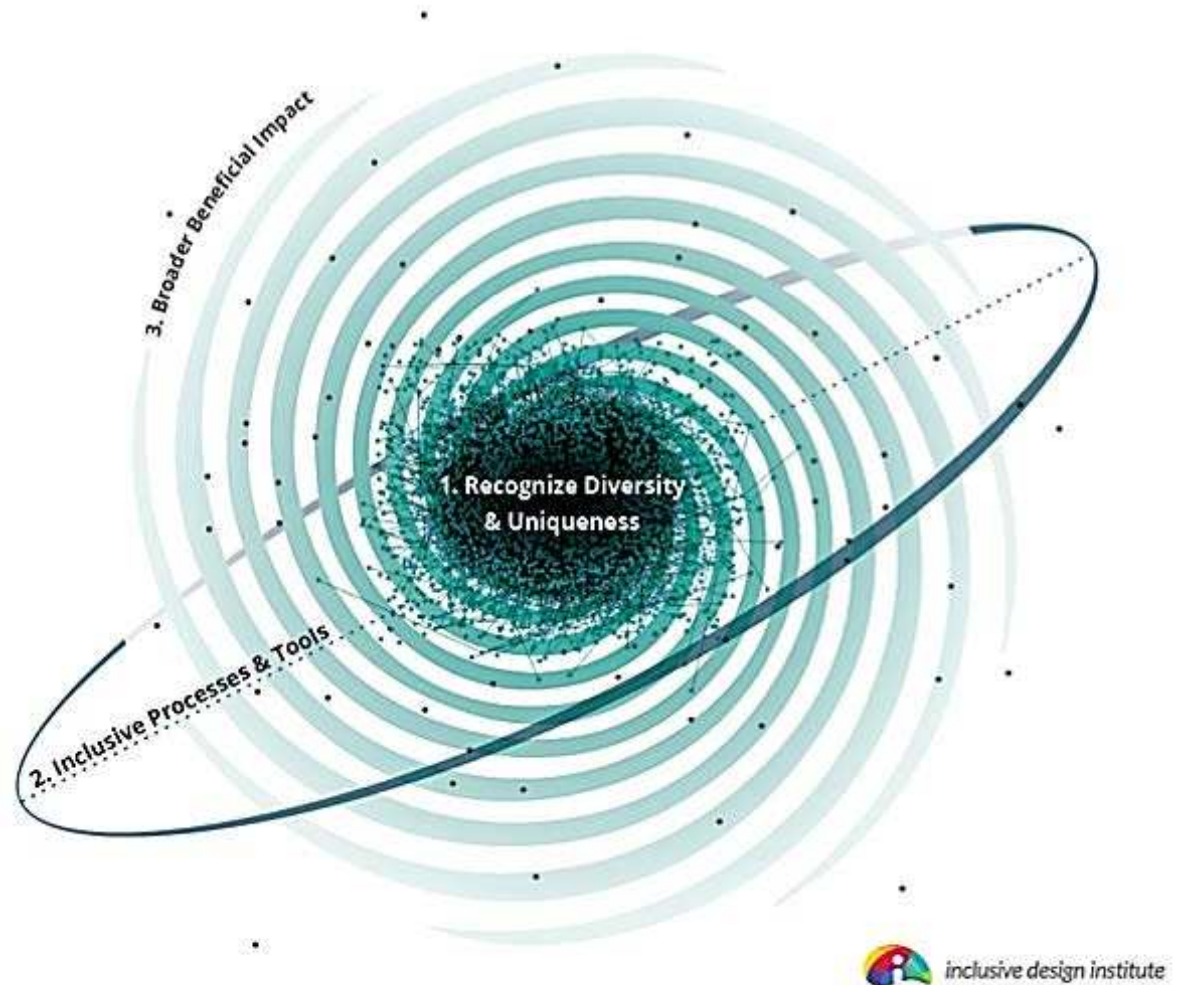 3. Broader Beneficial Impact
1. Recognize Diversity
& Uniqueness
2. Inclusive Processes & Tools
inclusive design institute